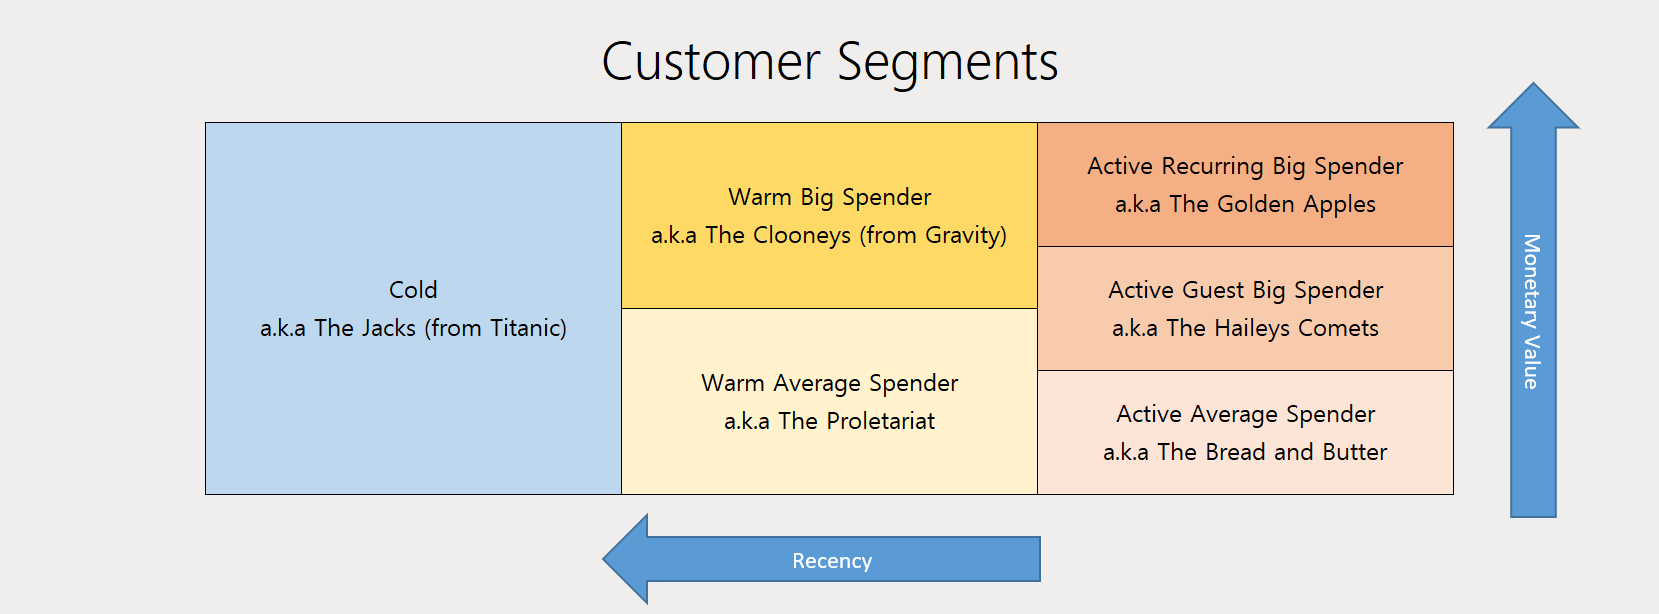 Customer Segments
Cold
a.k.a The Jacks (from Titanic)
Warm Big Spender
a.k.a The Clooneys (from Gravity)
Warm Average Spender
a.k.a The Proletariat
Active Recurring Big Spender
a.k.a The Golden Apples
Active Guest Big Spender
a.k.a The Haileys Comets
Active Average Spender
a.k.a The Bread and Butter
Monetary Value
Recency